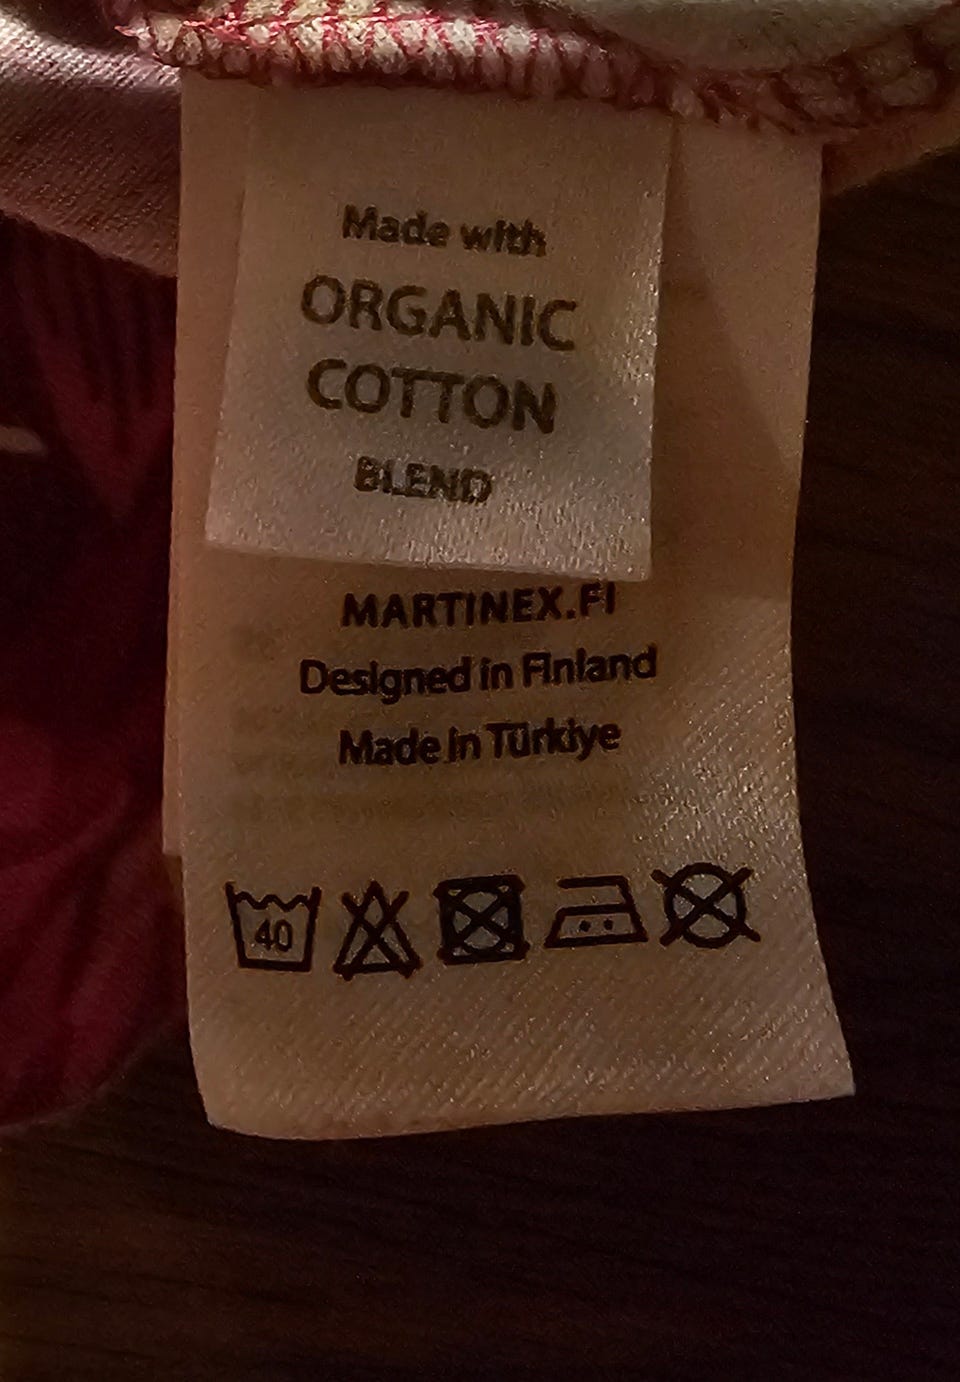 Made with
ORGANIC
COTTON
BLEND
MARTINEX.FI
Designed in Finland
Made in Türkiye
40